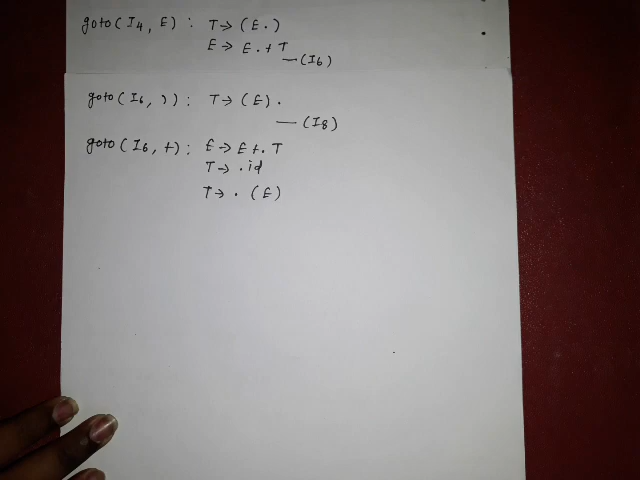 goto(I4, E) : T→(E.)
E→ E.+T
—(I6)
goto(I6, )) : T→(E).
—(I8)
goto(I6, +) : E→E+.T
T→.id
T→.(E)